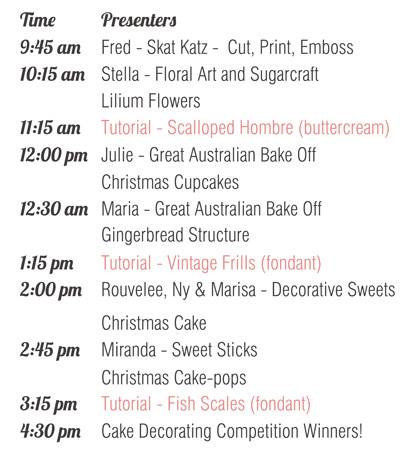 Time Presenters
9:45 am Fred - Skat Katz - Cut, Print, Emboss
10:15 am Stella - Floral Art and Sugarcraft
Lilium Flowers
11:15 am Tutorial - Scalloped Hombre (buttercream)
12:00 pm Julie - Great Australian Bake Off
Christmas Cupcakes
12:30 am Maria - Great Australian Bake Off
Gingerbread Structure
1:15 pm Tutorial - Vintage Frills (fondant)
2:00 pm Rouvelee, Ny & Marisa - Decorative Sweets
Christmas Cake
2:45 pm Miranda - Sweet Sticks
Christmas Cake-pops
3:15 pm Tutorial - Fish Scales (fondant)
4:30 pm Cake Decorating Competition Winners!